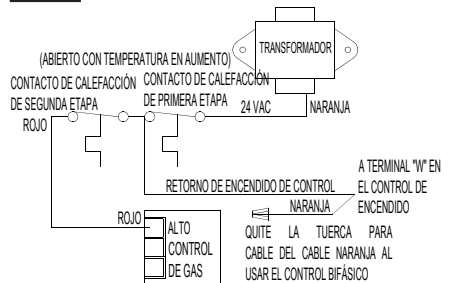 TRANSFORMADOR
(ABIERTO CON TEMPERATURA EN AUMENTO)
CONTACTO DE CALEFACCIÓN
DE SEGUNDA ETAPA
CONTACTO DE CALEFACCIÓN
DE PRIMERA ETAPA
24 VAC
NARANJA
ROJO
A TERMINAL "W" EN
EL CONTROL DE
ENCENDIDO
RETORNO DE ENCENDIDO DE CONTROL
NARANJA
ROJO
ALTO
CONTROL
DE GAS
QUITE LA TUERCA PARA
CABLE DEL CABLE NARANJA AL
USAR EL CONTROL BIFÁSICO